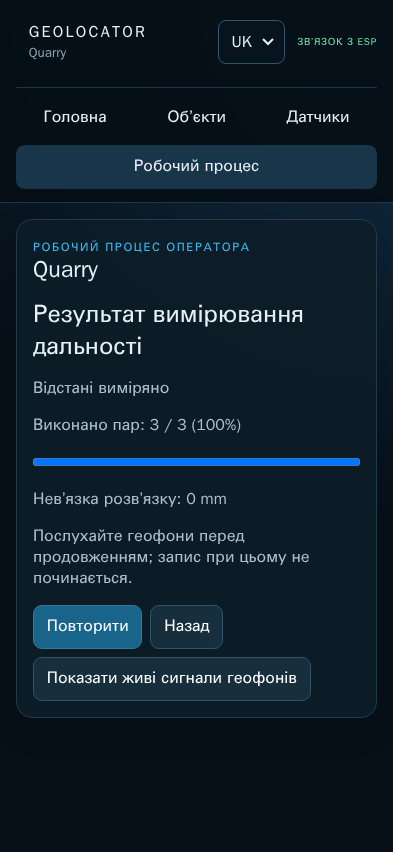 GEOLOCATOR
Quarry
UK
ЗВ'ЯЗОК З ESP
Головна
Об'єкти
Датчики
Робочий процес
РОБОЧИЙ ПРОЦЕС ОПЕРАТОРА
Quarry
Результат вимірювання
дальності
Відстані виміряно
Виконано пар: 3 / 3 (100%)
Нев'язка розв'язку: 0 mm
Послухайте геофони перед
продовженням; запис при цьому не
починається.
Повторити
Назад
Показати живі сигнали геофонів